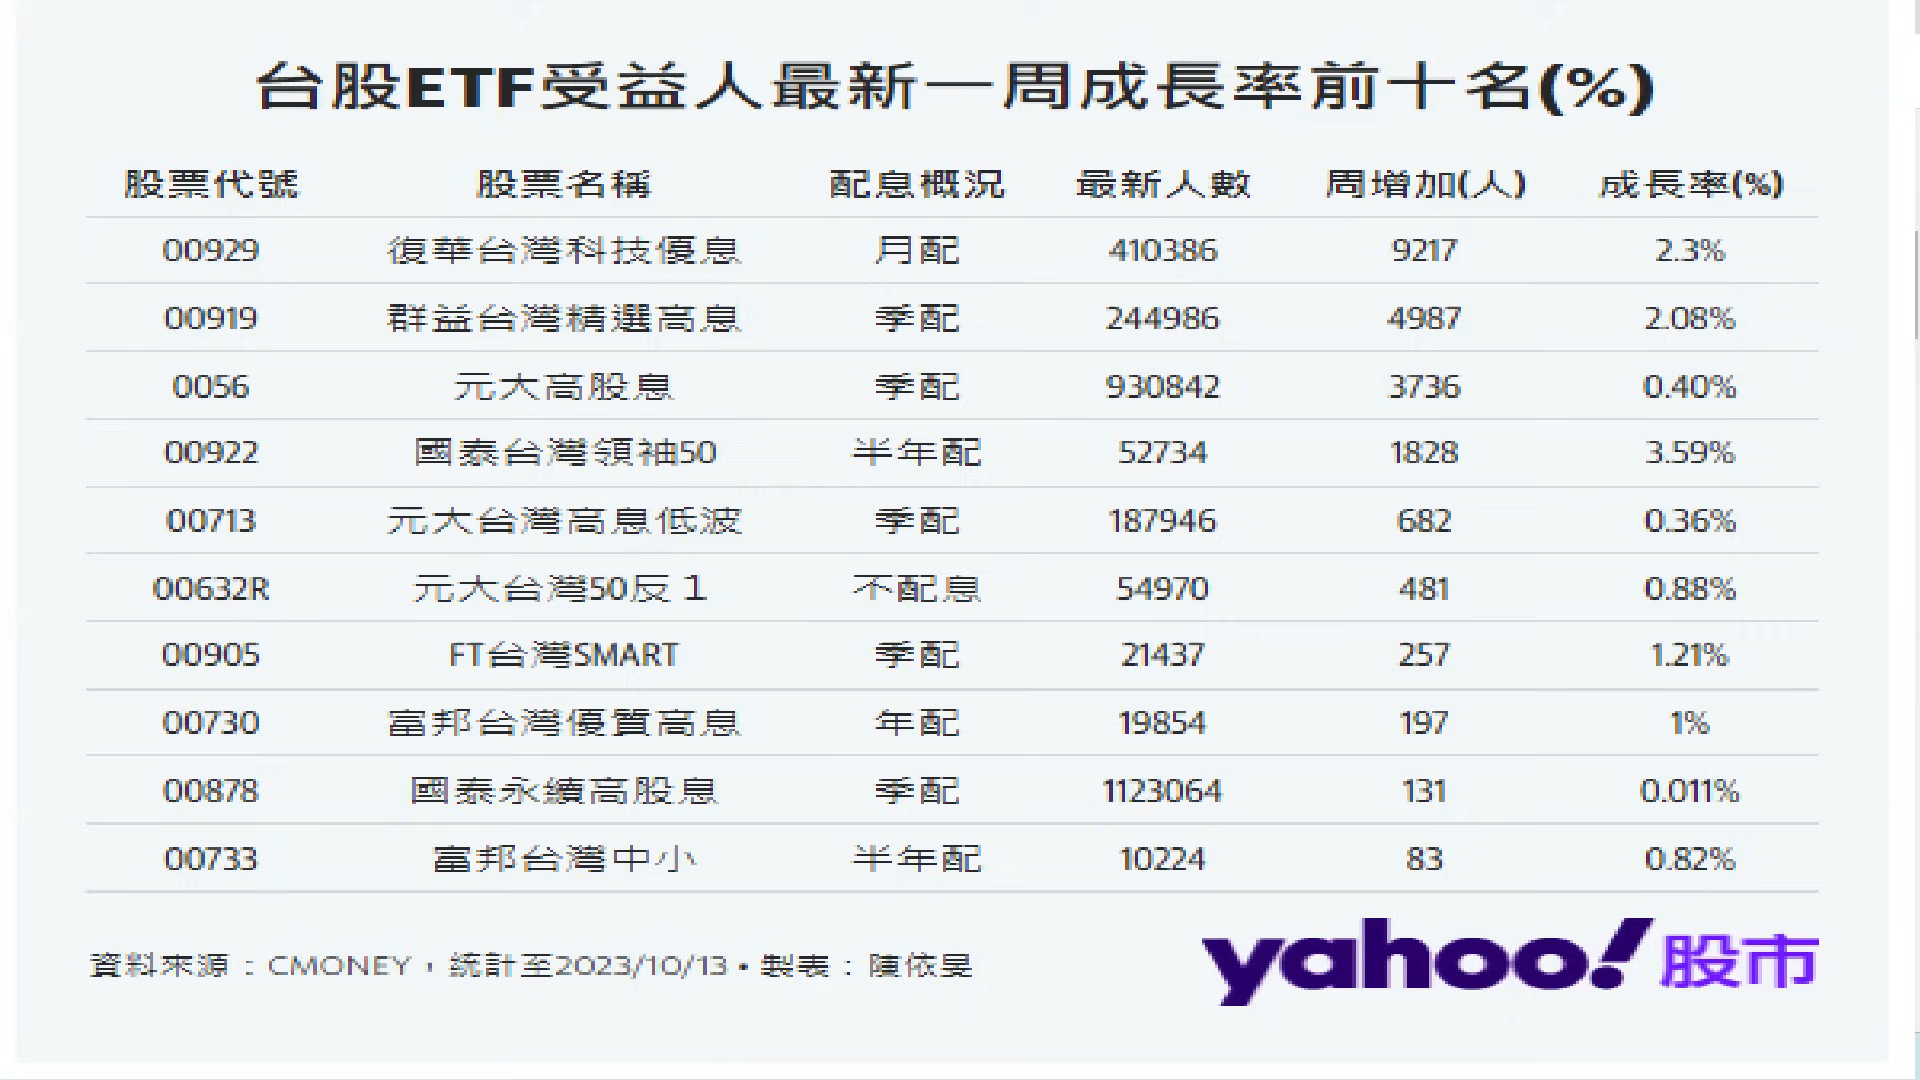 台股ETF受益人最新一周成長率前十名(%)
股票代號 股票名稱 配息概況 最新人數 周增加(人) 成長率(%)
00929 復華台灣科技優息 月配 410386 9217 2.3%
00919 群益台灣精選高息 季配 244986 4987 2.08%
0056 元大高股息 季配 930842 3736 0.40%
00922 國泰台灣領袖50 半年配 52734 1828 3.59%
00713 元大台灣高息低波 季配 187946 682 0.36%
00632R 元大台灣50反1 不配息 54970 481 0.88%
00905 FT台灣SMART 季配 21437 257 1.21%
00730 富邦台灣優質高息 年配 19854 197 1%
00878 國泰永續高股息 季配 1123064 131 0.011%
00733 富邦台灣中小 半年配 10224 83 0.82%
資料來源：CMONEY，統計至2023/10/13•製表：陳依旻
yahoo!股市